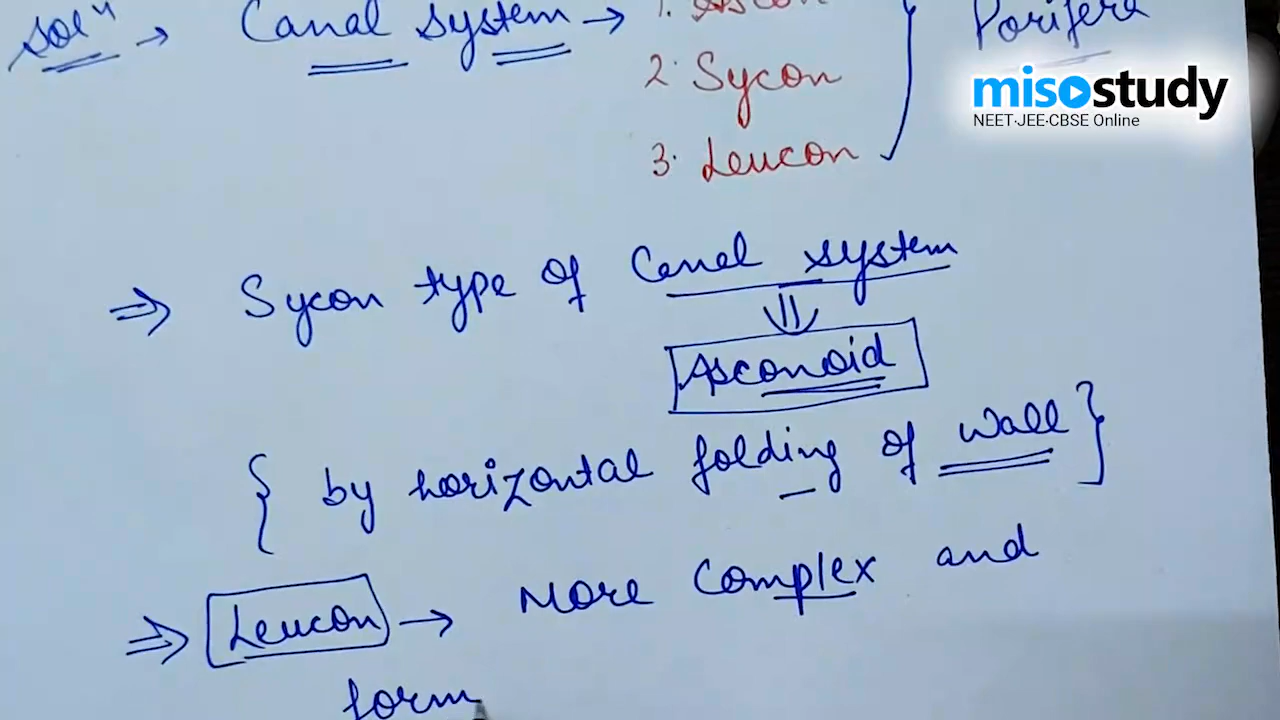 Solⁿ → Canal system → 1. Ascon
2. Sycon
3. Leucon
Porifera
misostudy
NEET·JEE·CBSE Online
⇒ Sycon type of Canal system
Asconoid
{ by horizontal folding of wall }
⇒ Leucon → More Complex and
form